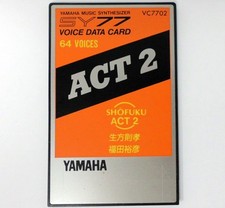 YAMAHA MUSIC SYNTHESIZER
SY77
VC7702
VOICE DATA CARD
64 VOICES
ACT 2
SHŌFUKU
ACT 2
生方則孝
福田裕彦
YAMAHA